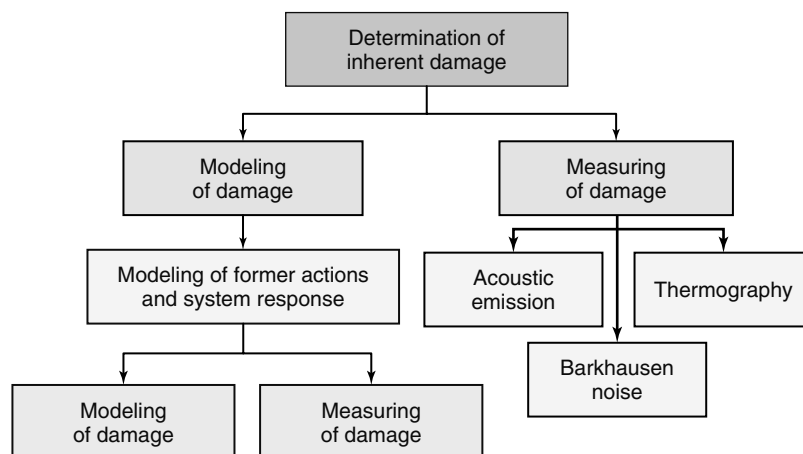 Determination of
inherent damage
Modeling
of damage
Measuring
of damage
Modeling of former actions
and system response
Acoustic
emission
Thermography
Barkhausen
noise
Modeling
of damage
Measuring
of damage